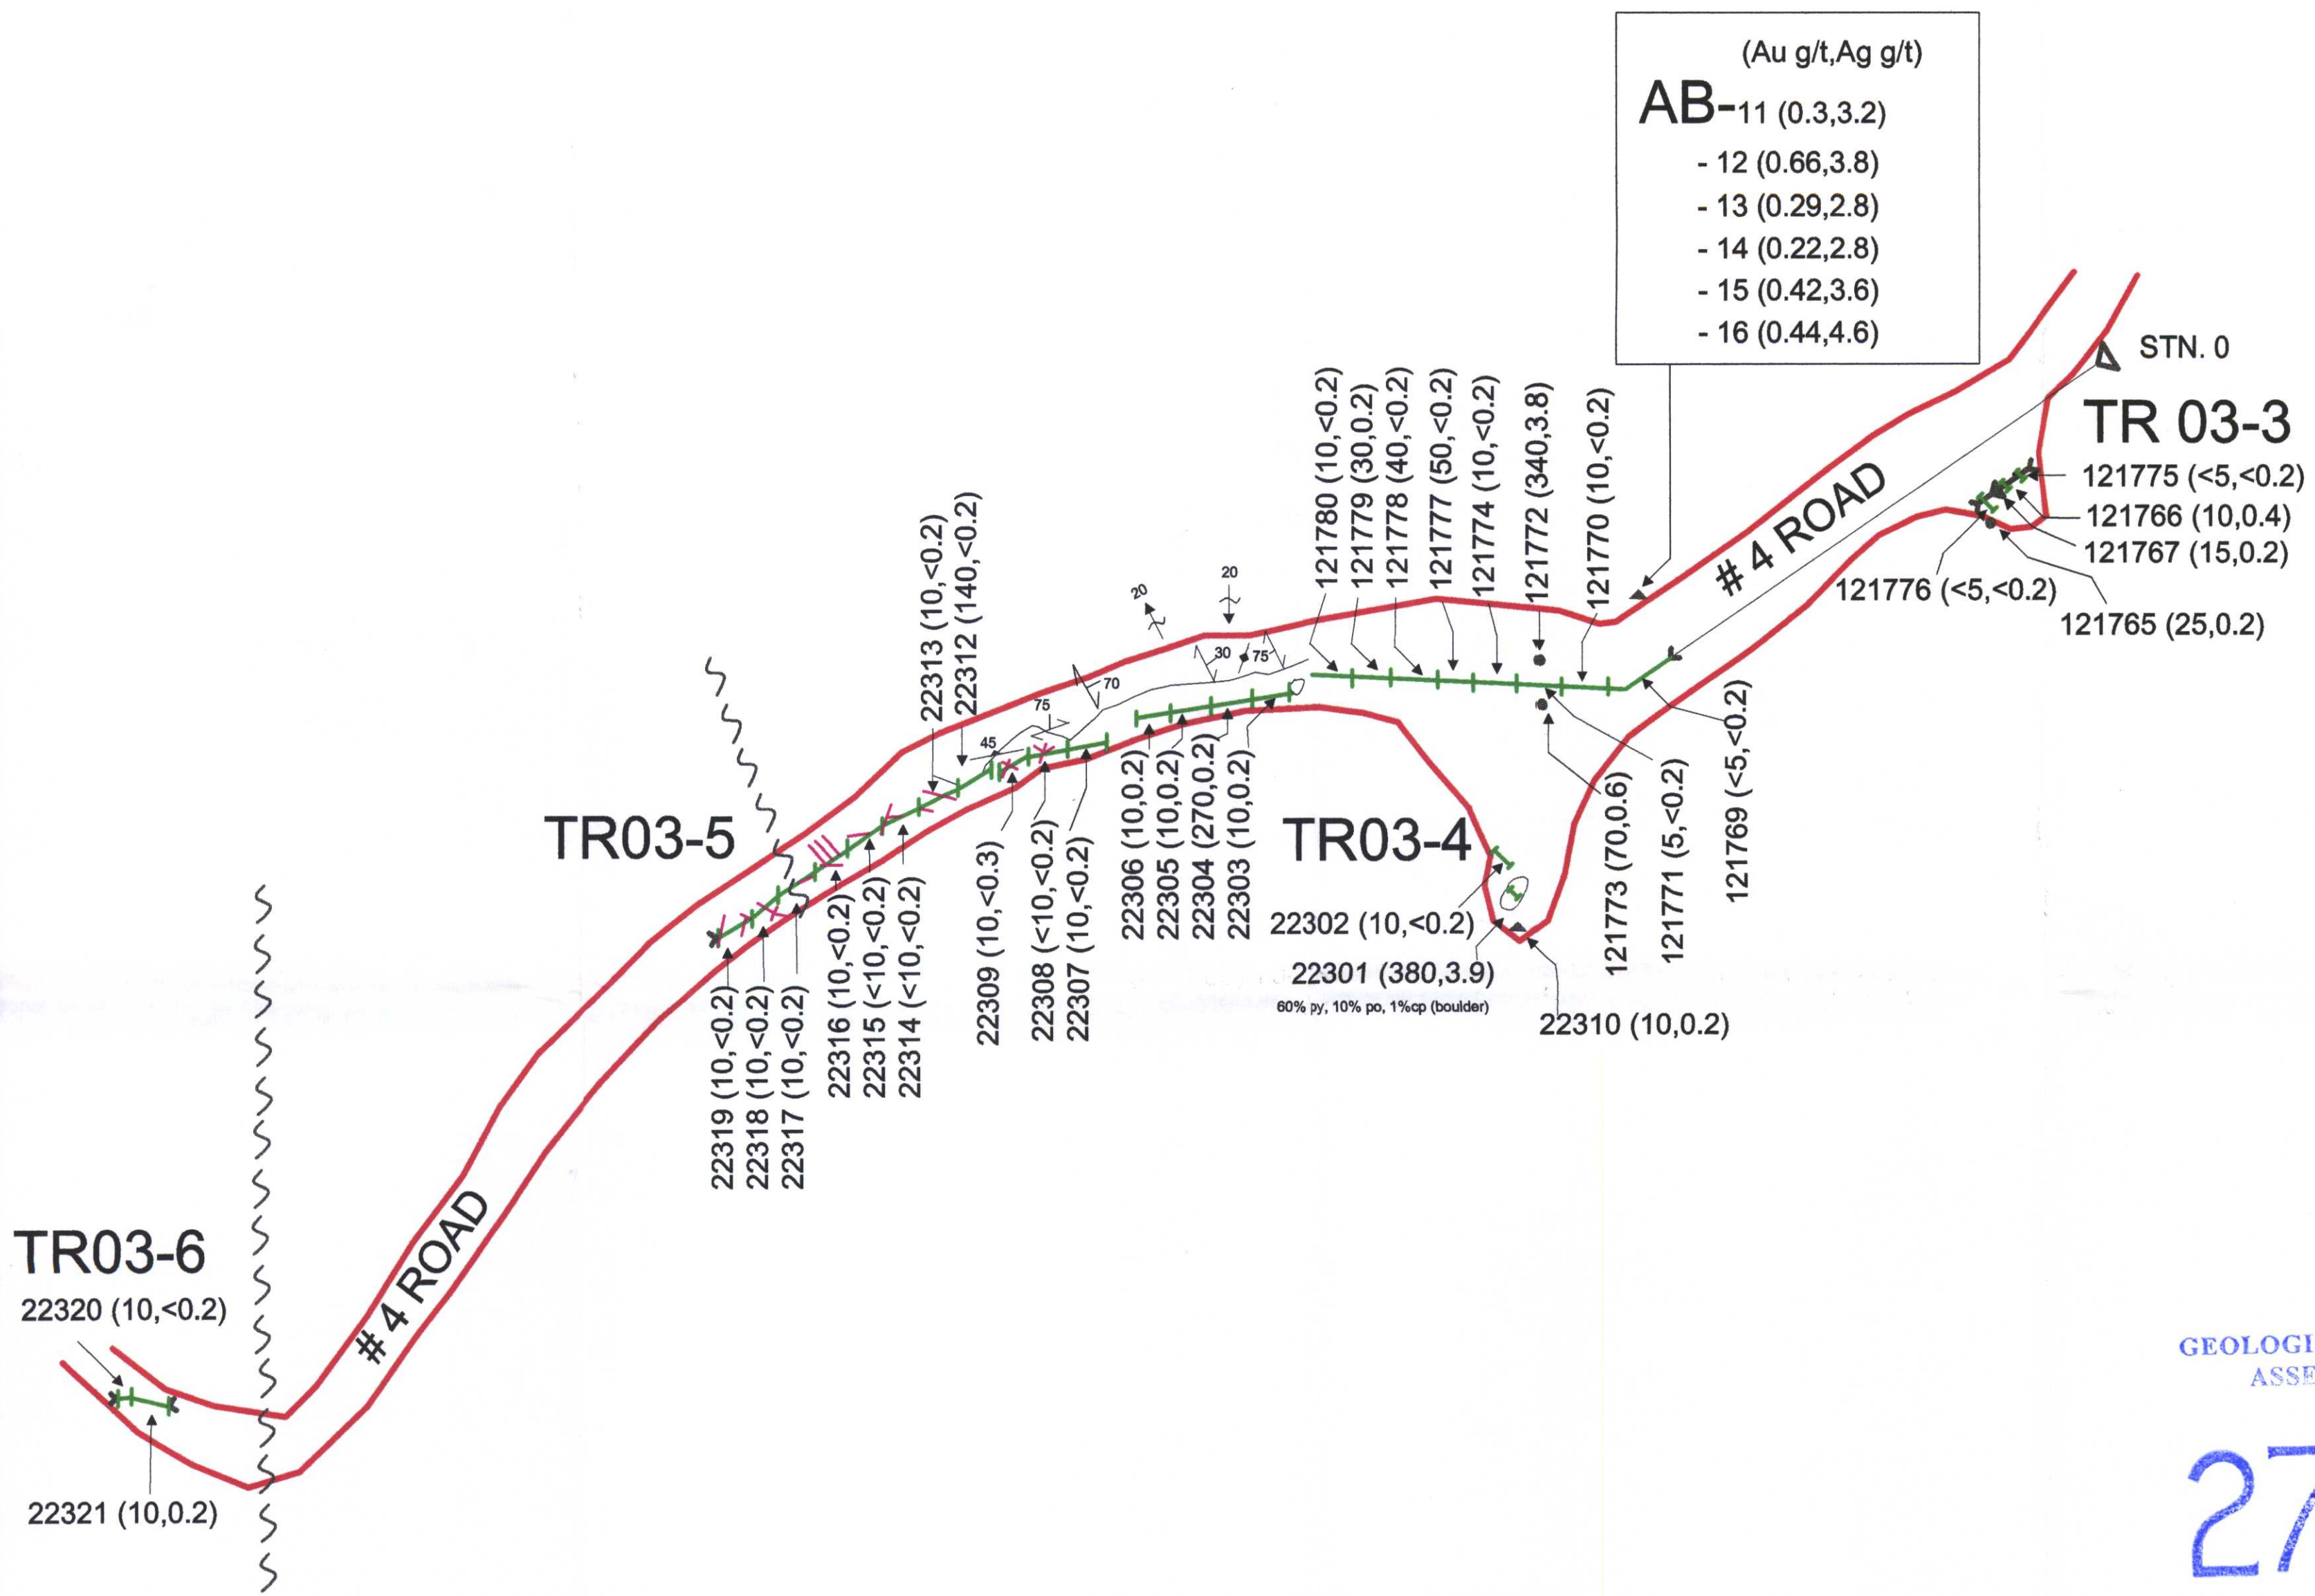 (Au g/t,Ag g/t)
AB-11 (0.3,3.2)
- 12 (0.66,3.8)
- 13 (0.29,2.8)
- 14 (0.22,2.8)
- 15 (0.42,3.6)
- 16 (0.44,4.6)
STN. 0
TR 03-3
121775 (<5,<0.2)
121766 (10,0.4)
121767 (15,0.2)
121776 (<5,<0.2)
121765 (25,0.2)
# 4 ROAD
121780 (10,<0.2)
121779 (30,0.2)
121778 (40,<0.2)
121777 (50,<0.2)
121774 (10,<0.2)
121772 (340,3.8)
121770 (10,<0.2)
22313 (10,<0.2)
22312 (140,<0.2)
20
20
30
75
70
75
45
TR03-5
22319 (10,<0.2)
22318 (10,<0.2)
22317 (10,<0.2)
22316 (10,<0.2)
22315 (<10,<0.2)
22314 (<10,<0.2)
22309 (10,<0.3)
22308 (<10,<0.2)
22307 (10,<0.2)
22306 (10,0.2)
22305 (10,0.2)
22304 (270,0.2)
22303 (10,0.2)
TR03-4
22302 (10,<0.2)
22301 (380,3.9)
60% py, 10% po, 1%cp (boulder)
22310 (10,0.2)
121773 (70,0.6)
121771 (5,<0.2)
121769 (<5,<0.2)
TR03-6
22320 (10,<0.2)
22321 (10,0.2)
# 4 ROAD
GEOLOGI
ASSE
27